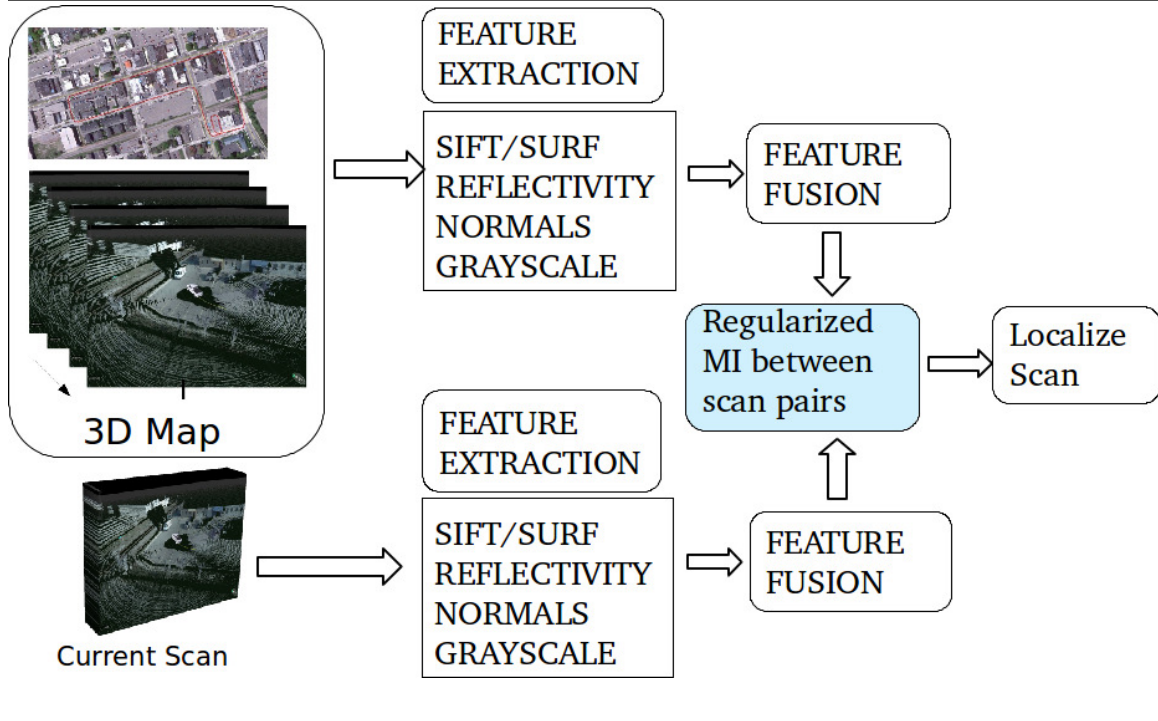 FEATURE
EXTRACTION
SIFT/SURF
REFLECTIVITY
NORMALS
GRAYSCALE
FEATURE
FUSION
Regularized
MI between
scan pairs
Localize
Scan
3D Map
FEATURE
EXTRACTION
SIFT/SURF
REFLECTIVITY
NORMALS
GRAYSCALE
FEATURE
FUSION
Current Scan